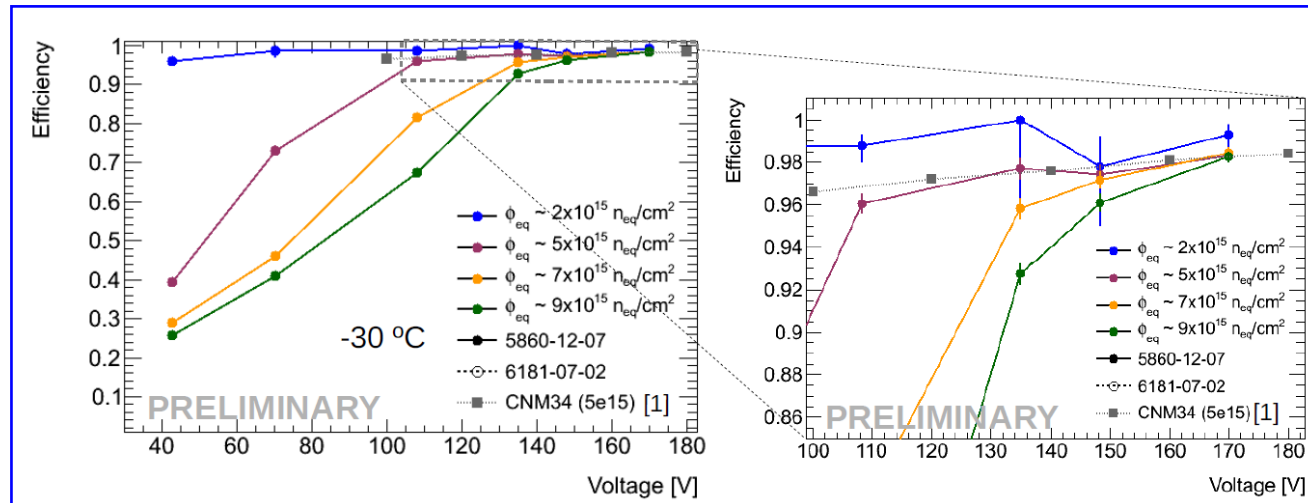 Efficiency
1
0.9
0.8
0.7
0.6
0.5
0.4
0.3
0.2
0.1
ϕeq ~ 2x10¹⁵ neq/cm²
ϕeq ~ 5x10¹⁵ neq/cm²
ϕeq ~ 7x10¹⁵ neq/cm²
ϕeq ~ 9x10¹⁵ neq/cm²
-30 ºC
5860-12-07
6181-07-02
PRELIMINARY
CNM34 (5e15) [1]
40 60 80 100 120 140 160 180
Voltage [V]
Efficiency
1
0.98
0.96
0.94
0.92
0.9
0.88
0.86
ϕeq ~ 2x10¹⁵ neq/cm²
ϕeq ~ 5x10¹⁵ neq/cm²
ϕeq ~ 7x10¹⁵ neq/cm²
ϕeq ~ 9x10¹⁵ neq/cm²
5860-12-07
6181-07-02
PRELIMINARY
CNM34 (5e15) [1]
100 110 120 130 140 150 160 170 180
Voltage [V]